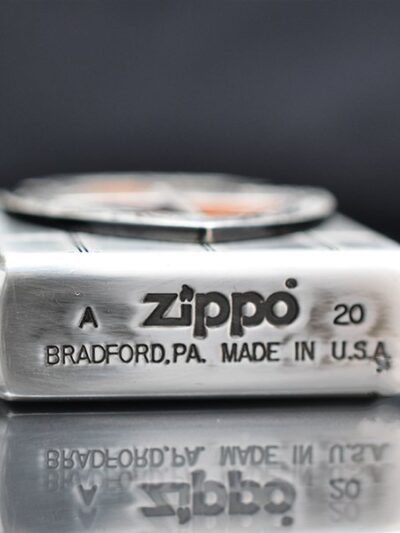 A zippo 20
BRADFORD, PA. MADE IN U.S.A